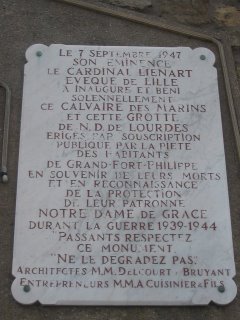 LE 7 SEPTEMBRE 1947
SON EMINENCE
LE CARDINAL LIENART
EVEQUE DE LILLE
A INAUGURE ET BENI
SOLENNELLEMENT
CE CALVAIRE DES MARINS
ET CETTE GROTTE
DE N.D. DE LOURDES
ERIGES PAR SOUSCRIPTION
PUBLIQUE PAR LA PIETE
DES HABITANTS
DE GRAND-FORT-PHILIPPE
EN SOUVENIR DE LEURS MORTS
ET EN RECONNAISSANCE
DE LA PROTECTION
DE LEUR PATRONNE
NOTRE DAME DE GRACE
DURANT LA GUERRE 1939-1944
"PASSANTS RESPECTEZ
CE MONUMENT
"NE LE DEGRADEZ PAS"
ARCHITECTES M.M. DELCOURT & BRUYANT
ENTREPRENEURS M.M.A CUISINIER & FILS